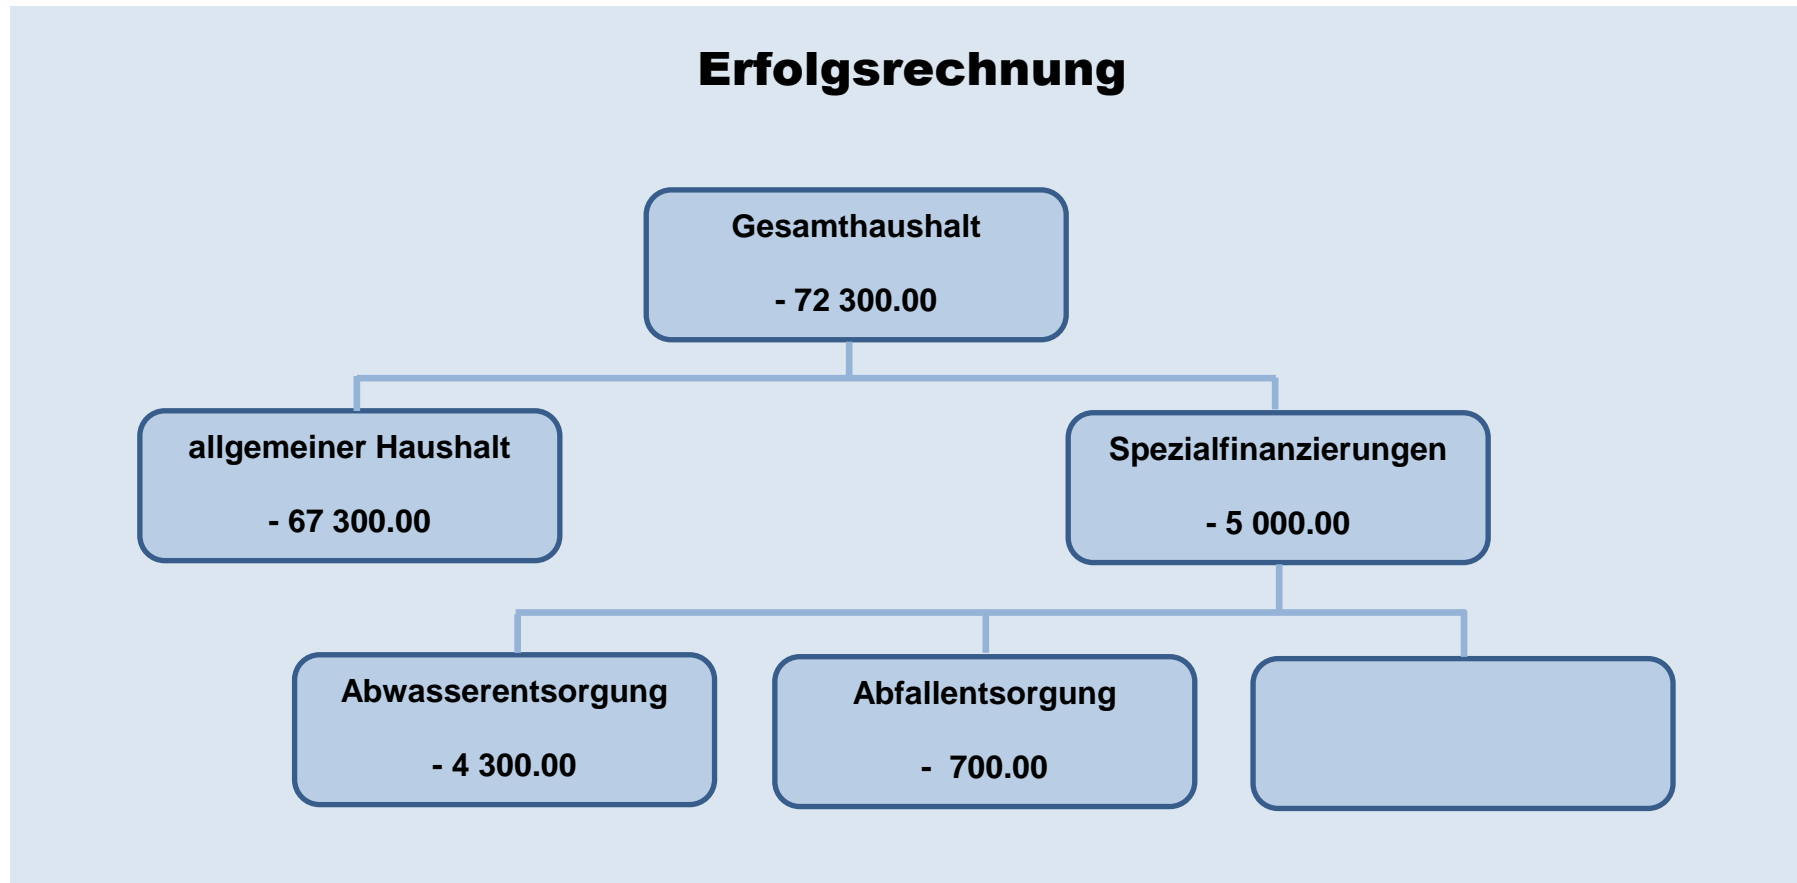 Erfolgsrechnung
Gesamthaushalt
- 72 300.00
allgemeiner Haushalt
- 67 300.00
Spezialfinanzierungen
- 5 000.00
Abwasserentsorgung
- 4 300.00
Abfallentsorgung
-  700.00